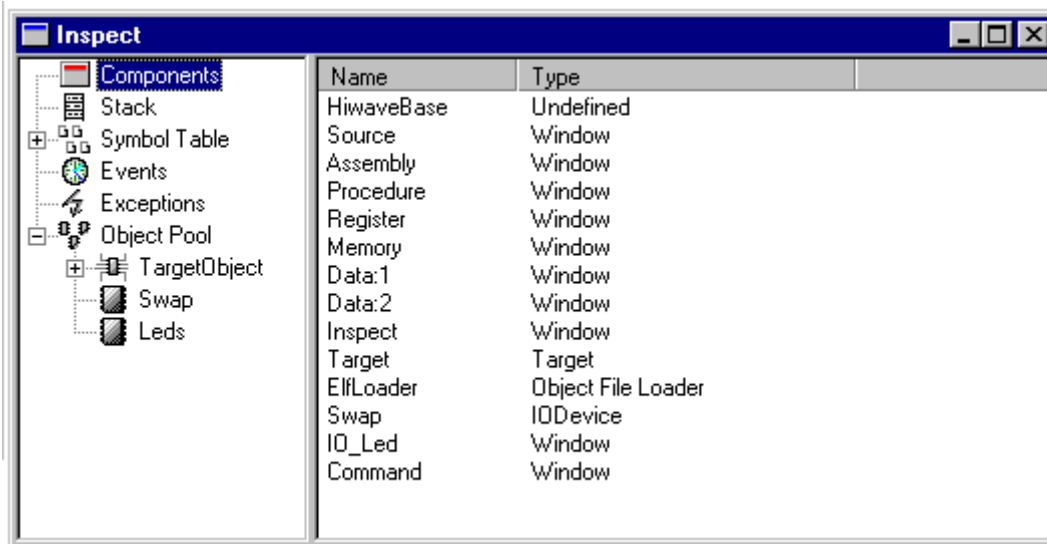 Inspect
Components
Stack
Symbol Table
Events
Exceptions
Object Pool
TargetObject
Swap
Leds
Name Type
HiwaveBase Undefined
Source Window
Assembly Window
Procedure Window
Register Window
Memory Window
Data:1 Window
Data:2 Window
Inspect Window
Target Target
ElfLoader Object File Loader
Swap IODevice
IO_Led Window
Command Window